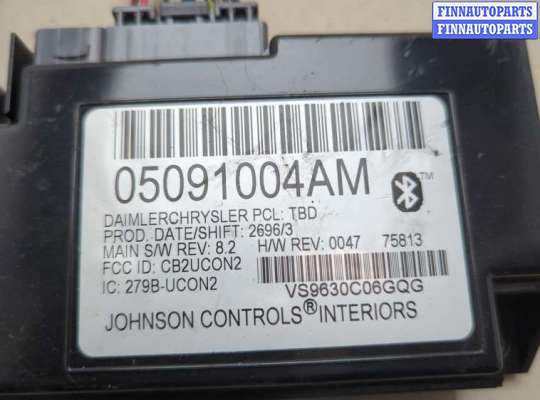 FINNAUTOPARTS
FINNAUTOPARTS
05091004AM
TM
DAIMLERCHRYSLER PCL: TBD
PROD. DATE/SHIFT: 2696/3
MAIN S/W REV: 8.2 H/W REV: 0047 75813
FCC ID: CB2UCON2
IC: 279B-UCON2
VS9630C06GQG
JOHNSON CONTROLS® INTERIORS